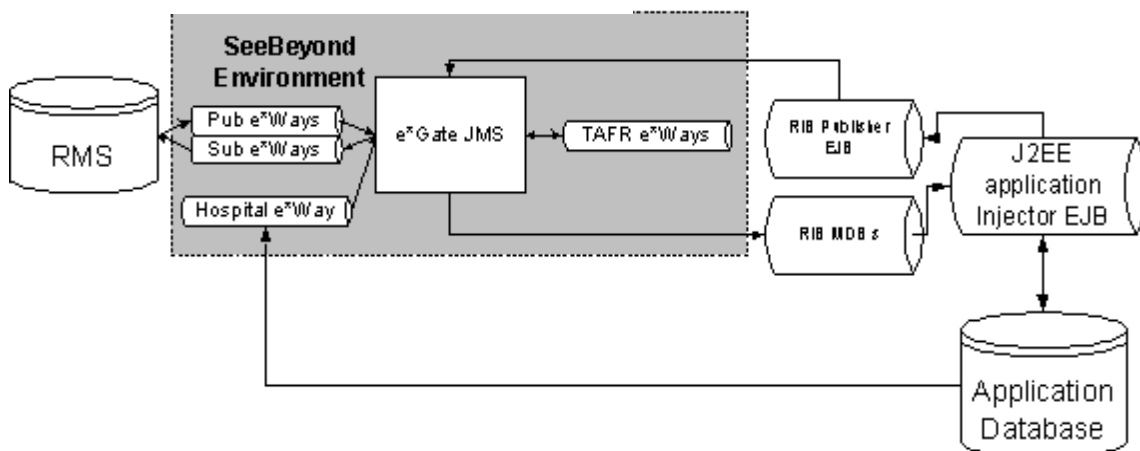 SeeBeyond
Environment
RMS
Pub e*Ways
Sub e*Ways
Hospital e*Way
e*Gate JMS
TAFR e*Ways
RIB Publisher
EJB
RIB MDBs
J2EE
application
Injector EJB
Application
Database